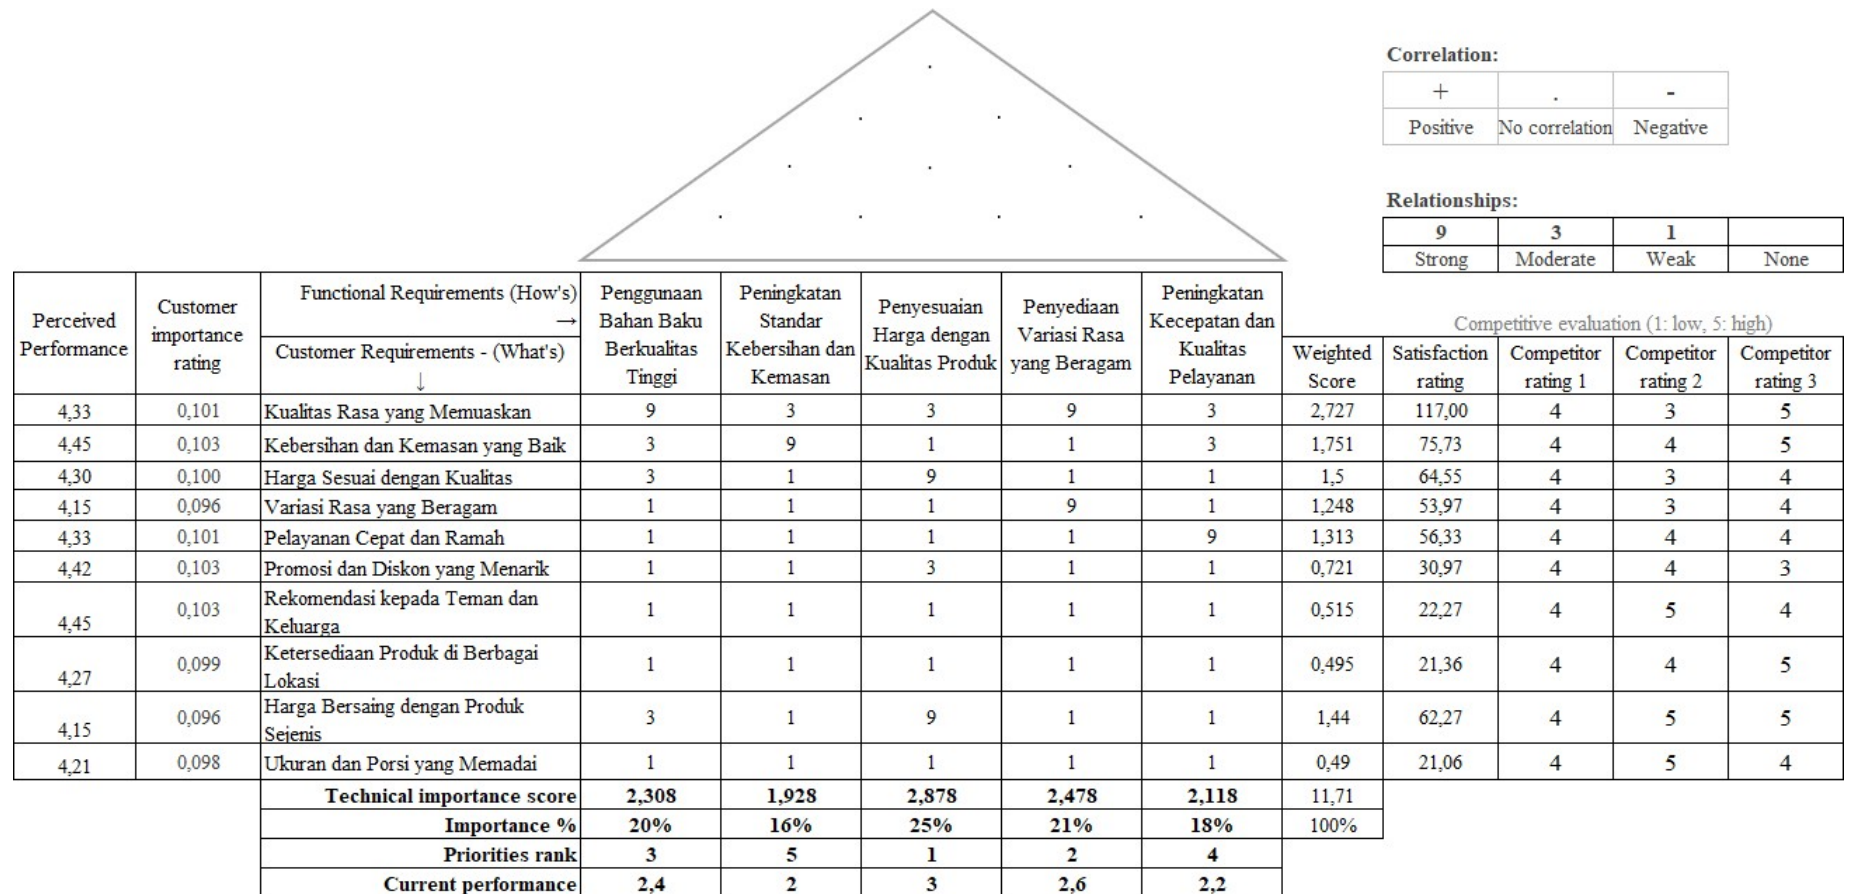 Correlation:
+ . -
Positive No correlation Negative
Relationships:
9 3 1
Strong Moderate Weak None
Competitive evaluation (1: low, 5: high)
Perceived Performance
Customer importance rating
Functional Requirements (How's) →
Customer Requirements - (What's) ↓
Penggunaan Bahan Baku Berkualitas Tinggi
Peningkatan Standar Kebersihan dan Kemasan
Penyesuaian Harga dengan Kualitas Produk
Penyediaan Variasi Rasa yang Beragam
Peningkatan Kecepatan dan Kualitas Pelayanan
Weighted Score
Satisfaction rating
Competitor rating 1
Competitor rating 2
Competitor rating 3
4,33 0,101 Kualitas Rasa yang Memuaskan 9 3 3 9 3 2,727 117,00 4 3 5
4,45 0,103 Kebersihan dan Kemasan yang Baik 3 9 1 1 3 1,751 75,73 4 4 5
4,30 0,100 Harga Sesuai dengan Kualitas 3 1 9 1 1 1,5 64,55 4 3 4
4,15 0,096 Variasi Rasa yang Beragam 1 1 1 9 1 1,248 53,97 4 3 4
4,33 0,101 Pelayanan Cepat dan Ramah 1 1 1 1 9 1,313 56,33 4 4 4
4,42 0,103 Promosi dan Diskon yang Menarik 1 1 3 1 1 0,721 30,97 4 4 3
4,45 0,103 Rekomendasi kepada Teman dan Keluarga 1 1 1 1 1 0,515 22,27 4 5 4
4,27 0,099 Ketersediaan Produk di Berbagai Lokasi 1 1 1 1 1 0,495 21,36 4 4 5
4,15 0,096 Harga Bersaing dengan Produk Sejenis 3 1 9 1 1 1,44 62,27 4 5 5
4,21 0,098 Ukuran dan Porsi yang Memadai 1 1 1 1 1 0,49 21,06 4 5 4
Technical importance score 2,308 1,928 2,878 2,478 2,118 11,71
Importance % 20% 16% 25% 21% 18% 100%
Priorities rank 3 5 1 2 4
Current performance 2,4 2 3 2,6 2,2